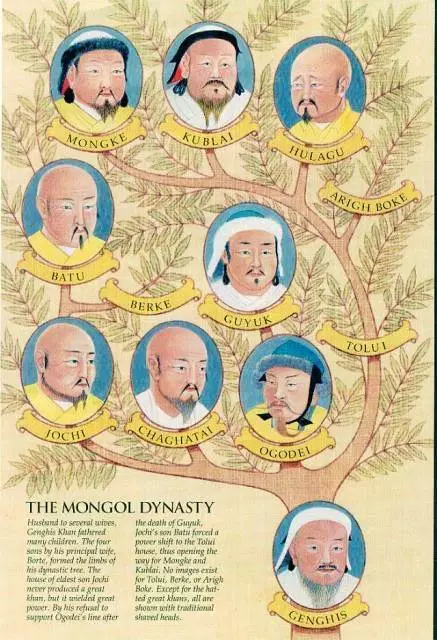 MONGKE
KUBLAI
HULAGU
ARIGH BOKE
BATU
BERKE
GUYUK
TOLUI
JOCHI
CHAGHATAI
OGODEI
THE MONGOL DYNASTY
Husband to several wives,
Genghis Khan fathered
many children. The four
sons by his principal wife,
Borte, formed the limbs of
his dynastic tree. The
house of eldest son Jochi
never produced a great
khan, but it wielded great
power. By his refusal to
support Ögodei's line after
the death of Guyuk,
Jochi's son Batu forced a
power shift to the Tolui
house, thus opening the
way for Mongke and
Kublai. No images exist
for Tolui, Berke, or Arigh
Boke. Except for the hat-
ted great khans, all are
shown with traditional
shaved heads.
GENGHIS